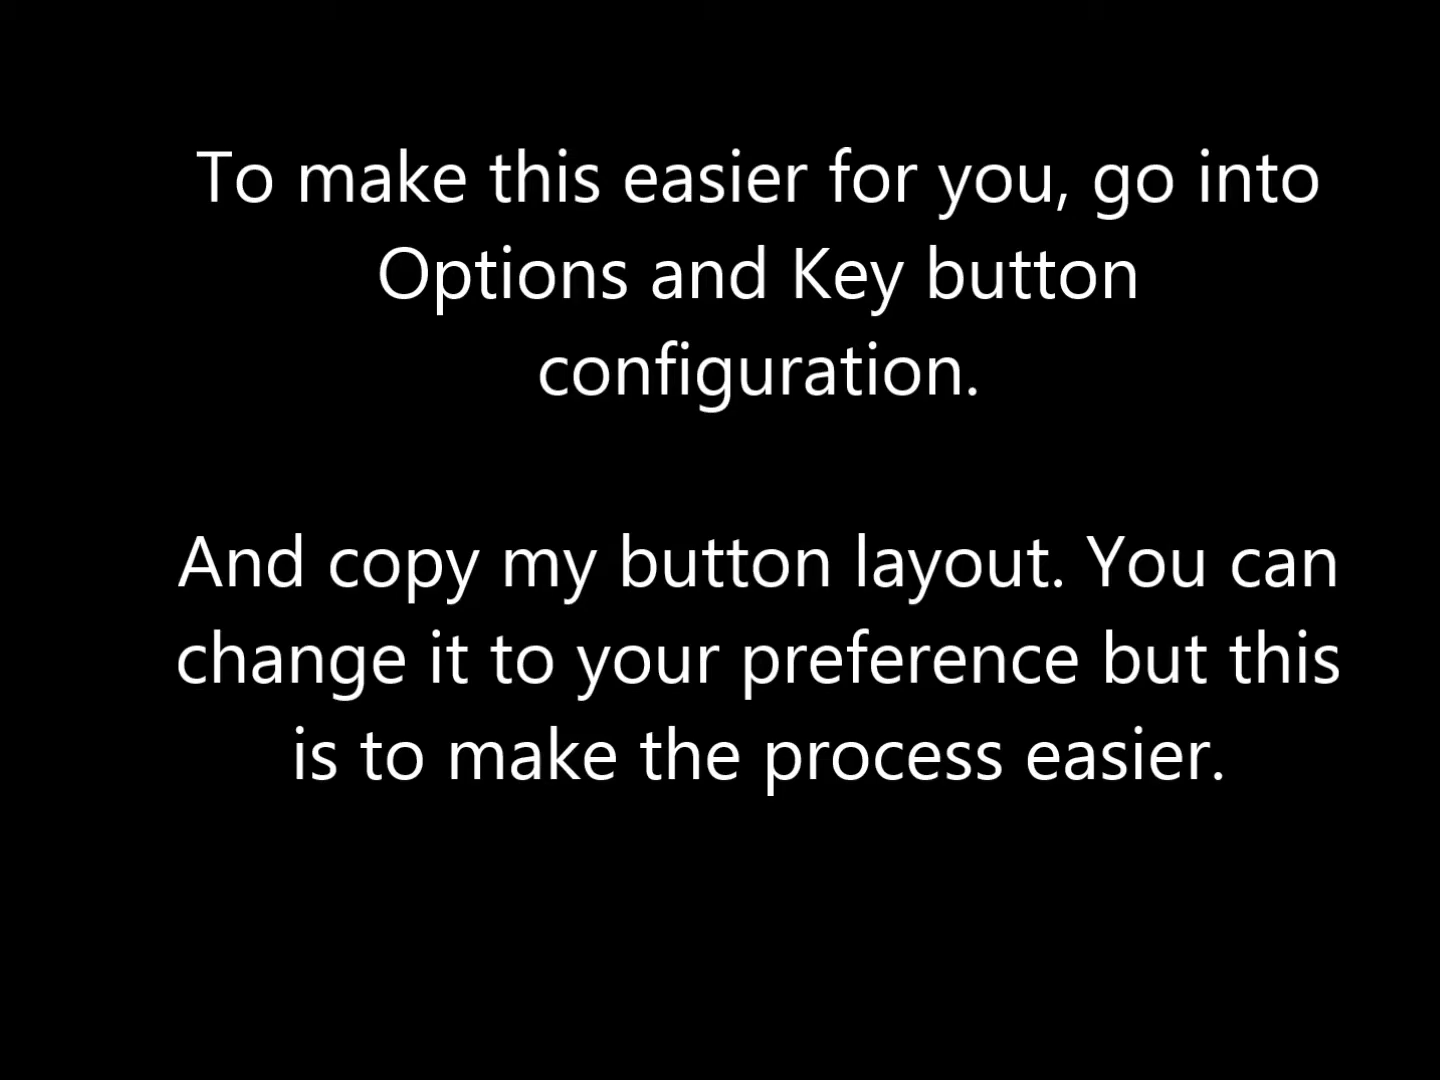 To make this easier for you, go into
Options and Key button
configuration.
And copy my button layout. You can
change it to your preference but this
is to make the process easier.